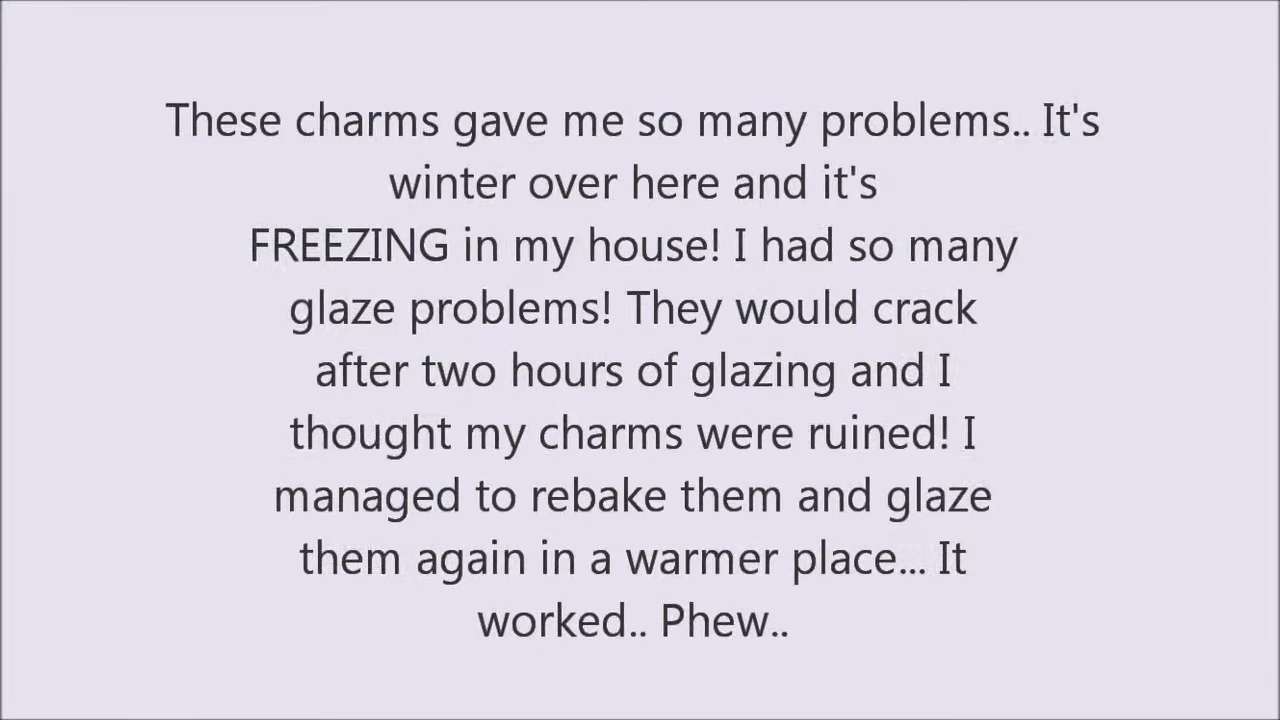 These charms gave me so many problems.. It's
winter over here and it's
FREEZING in my house! I had so many
glaze problems! They would crack
after two hours of glazing and I
thought my charms were ruined! I
managed to rebake them and glaze
them again in a warmer place... It
worked.. Phew..